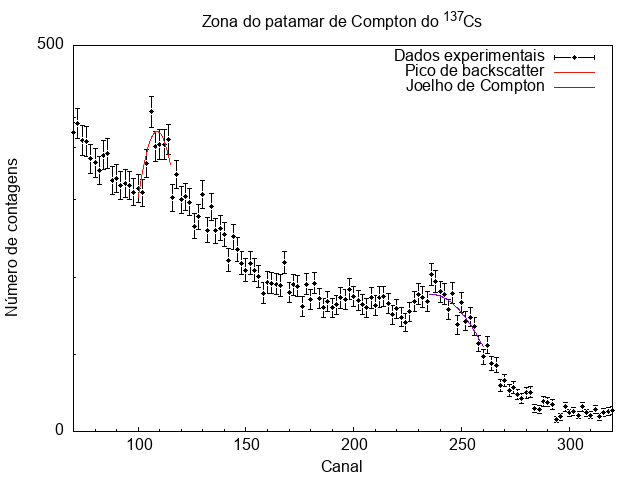 Zona do patamar de Compton do ¹³⁷Cs
500
Dados experimentais
Pico de backscatter
Joelho de Compton
Número de contagens
0
100 150 200 250 300
Canal